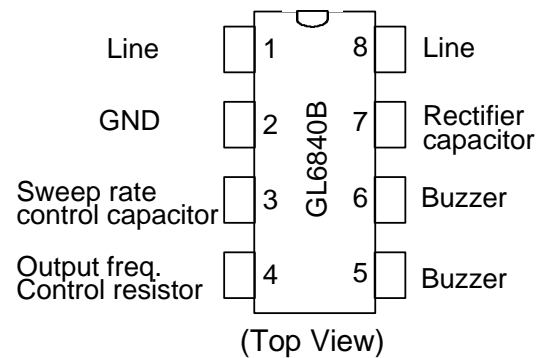 Line
1
8
Line
GND
2
7
Rectifier
capacitor
GL6840B
Sweep rate
control capacitor
3
6
Buzzer
Output freq.
Control resistor
4
5
Buzzer
(Top View)